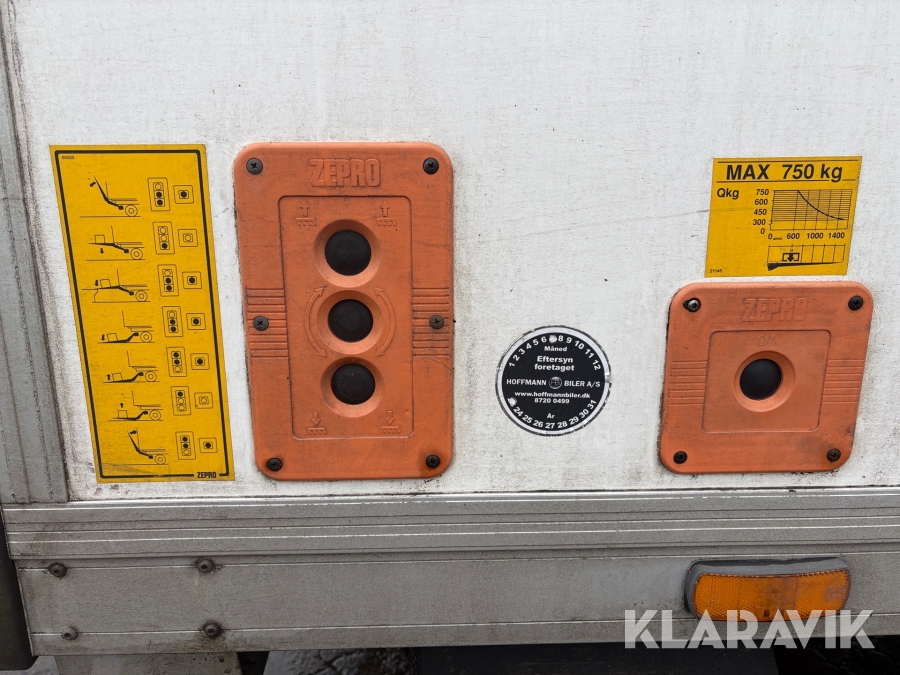 ZEPRO
ZEPRO
MAX 750 kg
Qkg
750
600
450
300
0
0
600 1000 1400
ZEPRO
1 2 3 4 5 6 8 9 10 11 12
Måned
Eftersyn
foretaget
HOFFMANN HB BILER A/S
www.hoffmannbiler.dk
8720 0499
År
24 25 26 27 28 29 30 31
KLARAVIK